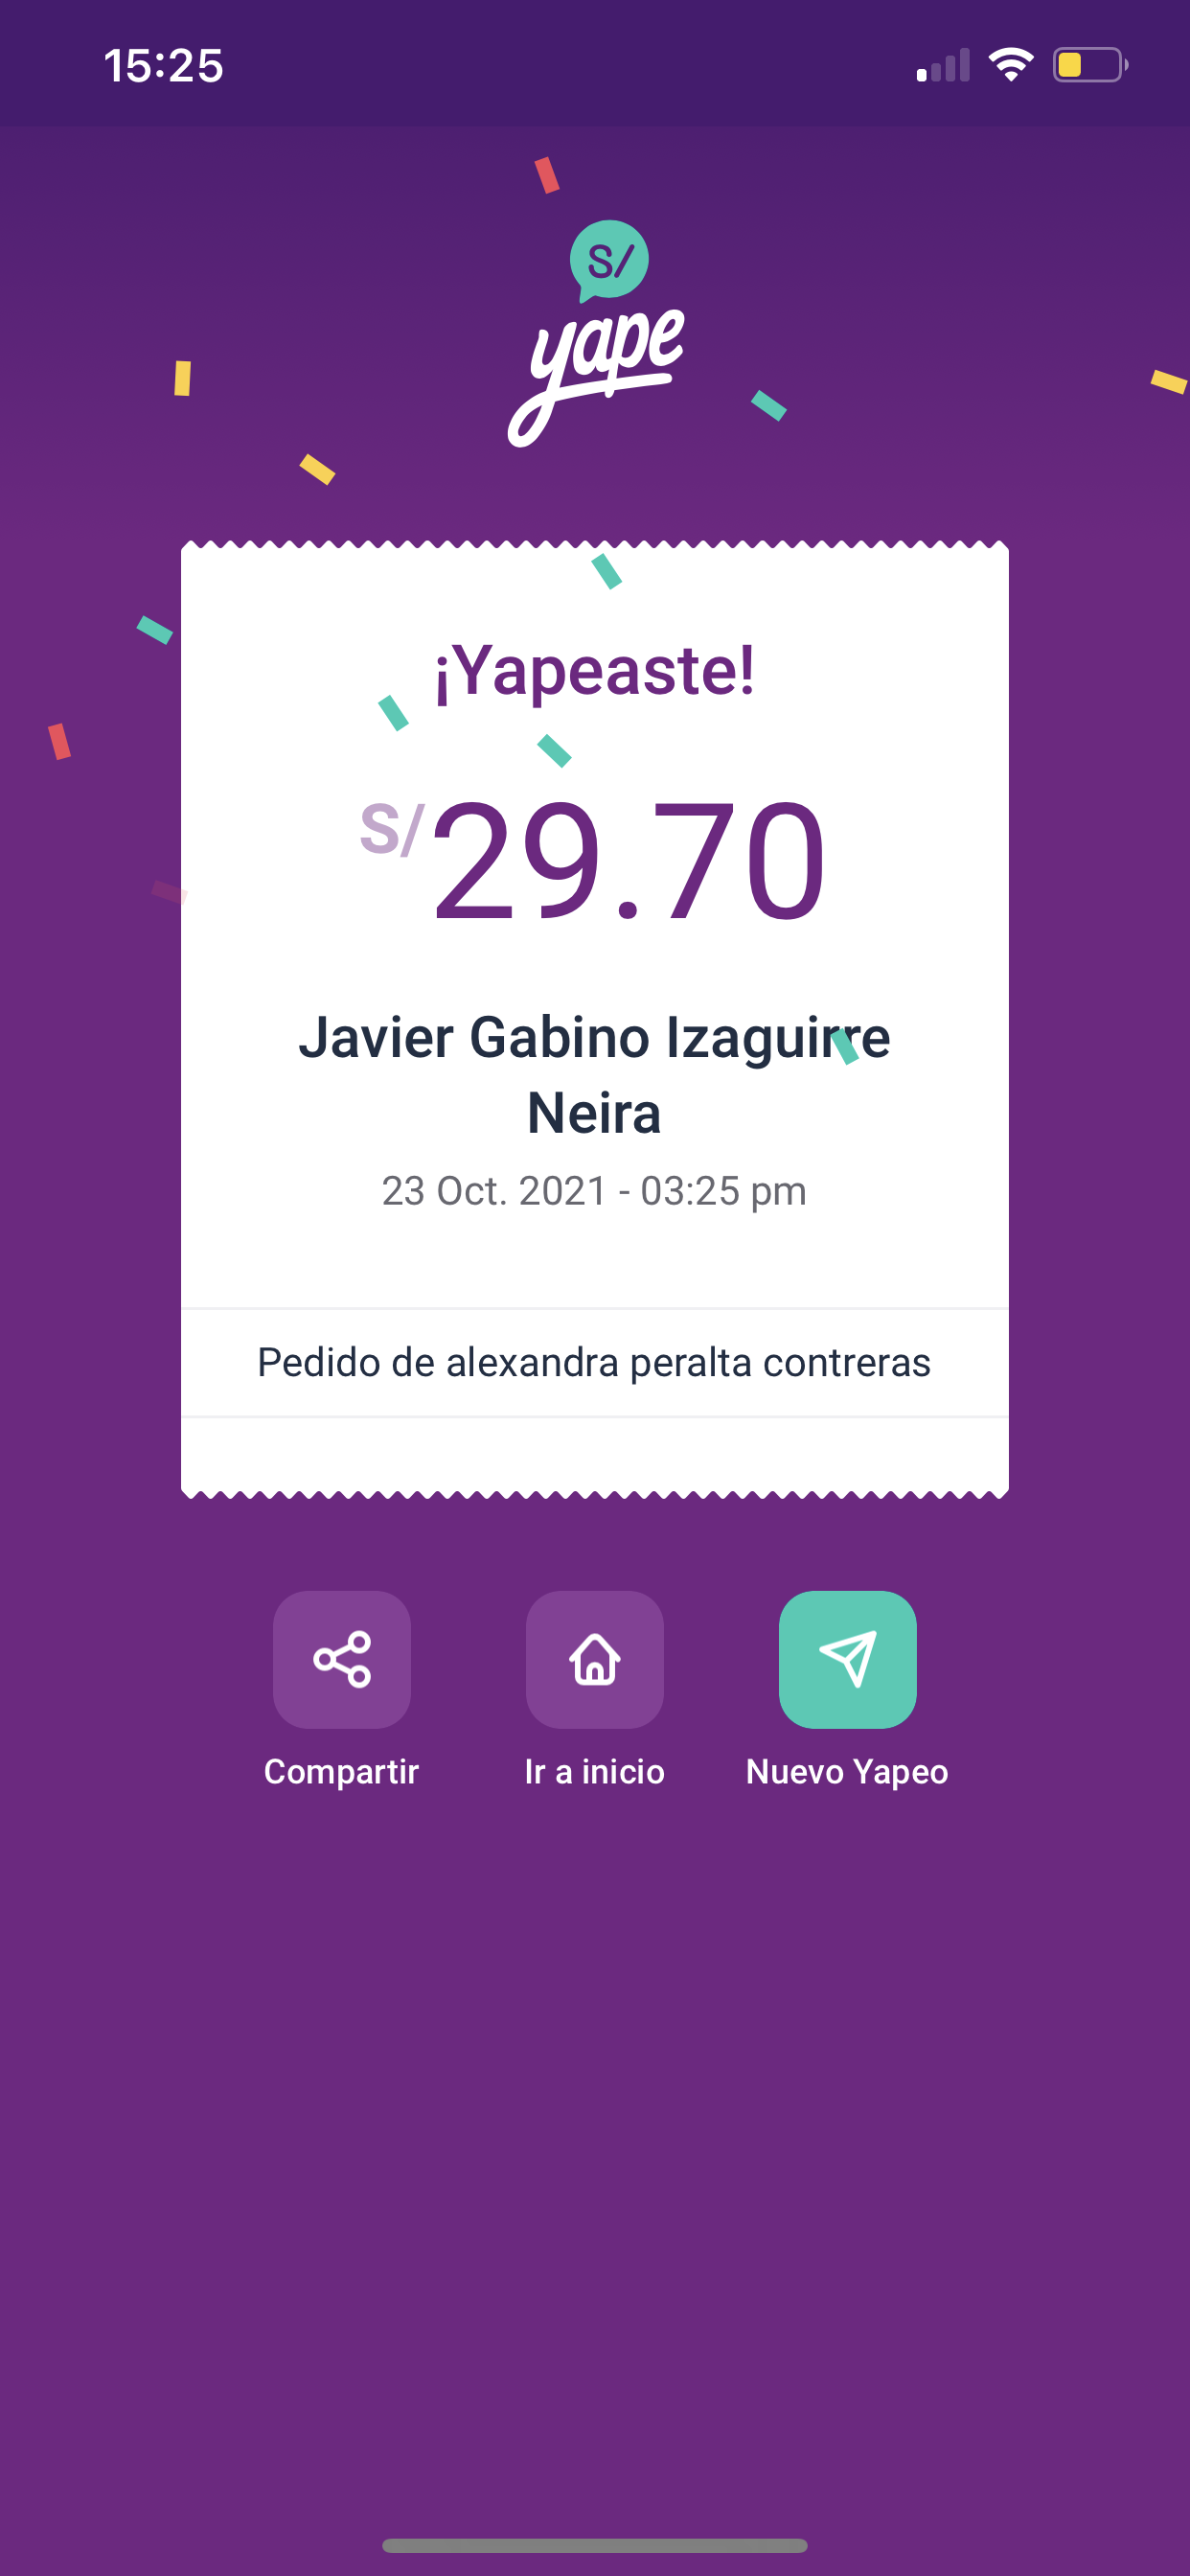 15:25
S/
yape
¡Yapeaste!
S/29.70
Javier Gabino Izaguirre
Neira
23 Oct. 2021 - 03:25 pm
Pedido de alexandra peralta contreras
Compartir
Ir a inicio
Nuevo Yapeo